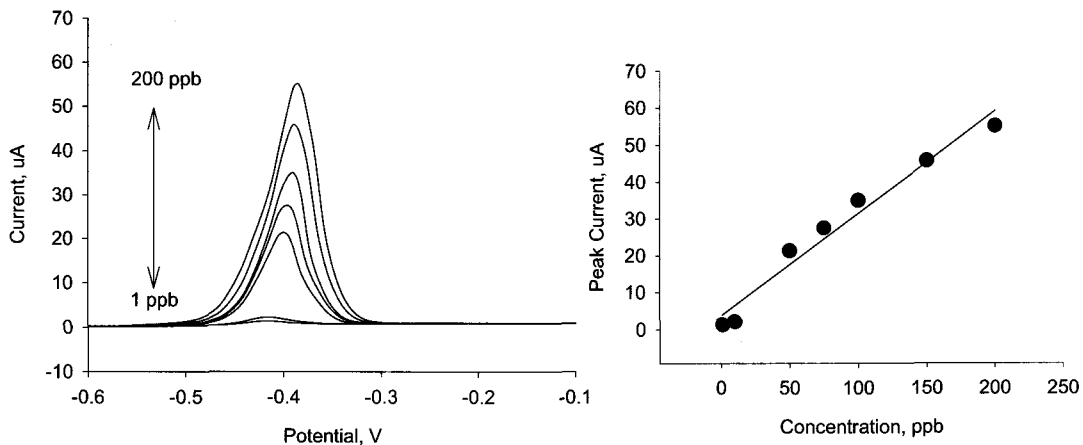 70
60
50
40
30
20
10
0
-10
Current, uA
200 ppb
1 ppb
-0.6 -0.5 -0.4 -0.3 -0.2 -0.1
Potential, V
70
60
50
40
30
20
10
0
Peak Current, uA
0 50 100 150 200 250
Concentration, ppb